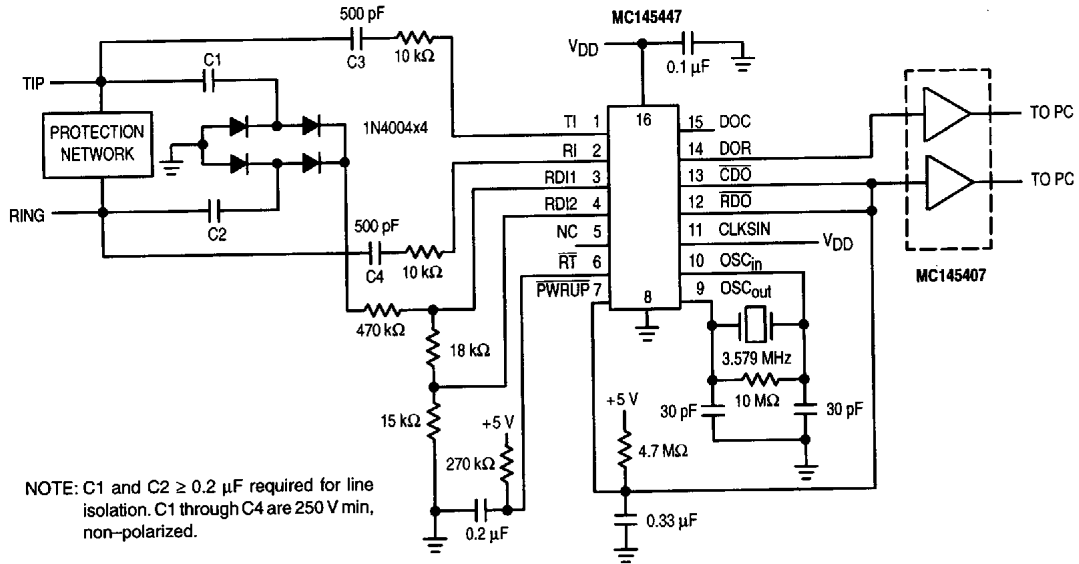 500 pF
MC145447
C3
10 kΩ
VDD
0.1 μF
C1
TIP
PROTECTION
NETWORK
1N4004x4
RING
C2
500 pF
C4
10 kΩ
TI 1
RI 2
RDI1 3
RDI2 4
NC 5
RT 6
PWRUP 7
16
8
15 DOC
14 DOR
13 CDO
12 RDO
11 CLKSIN
VDD
10 OSCin
9 OSCout
TO PC
TO PC
MC145407
470 kΩ
18 kΩ
15 kΩ
+5 V
270 kΩ
0.2 μF
3.579 MHz
10 MΩ
30 pF
30 pF
+5 V
4.7 MΩ
0.33 μF
NOTE: C1 and C2 ≥ 0.2 μF required for line
isolation. C1 through C4 are 250 V min,
non–polarized.